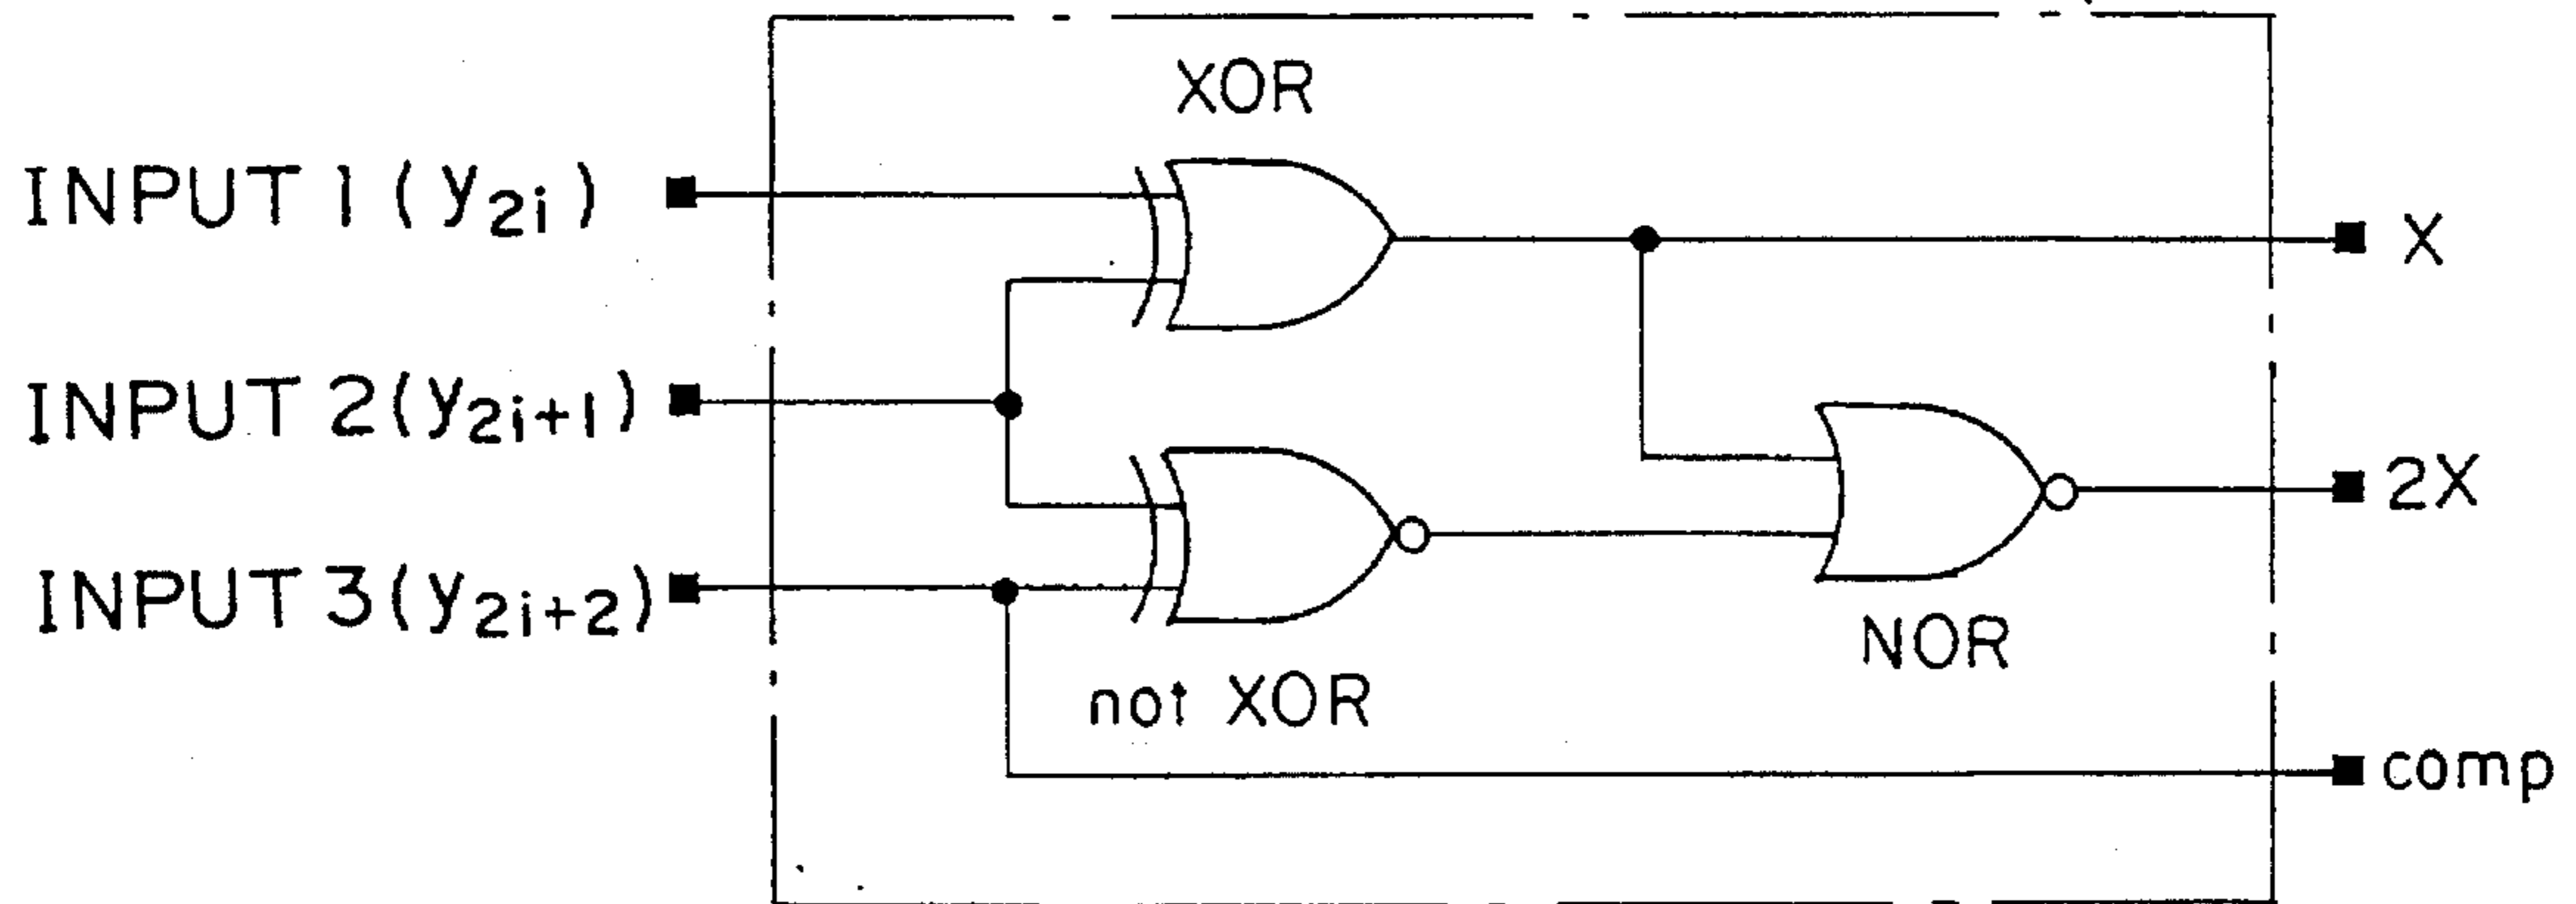 XOR
INPUT 1 (y2i)
X
INPUT 2 (y2i+1)
2X
INPUT 3 (y2i+2)
NOR
not XOR
comp